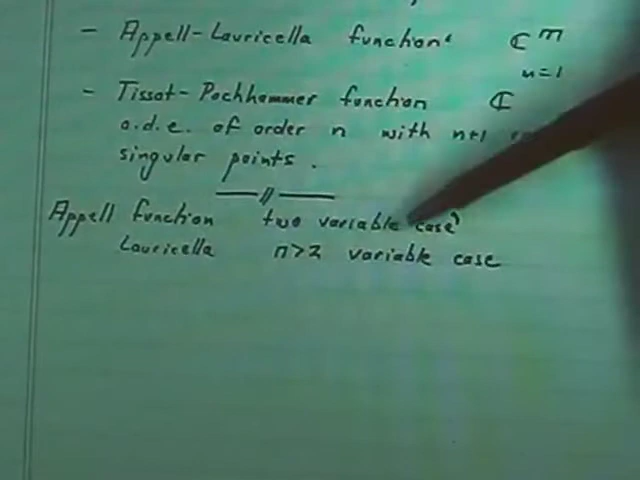 - Appell-Lauricella function: ℂ^m
n=1
- Tissot-Pochhammer function ℂ
o.d.e. of order n with n+1
singular points.
Appell function two variable case
Lauricella n>2 variable case